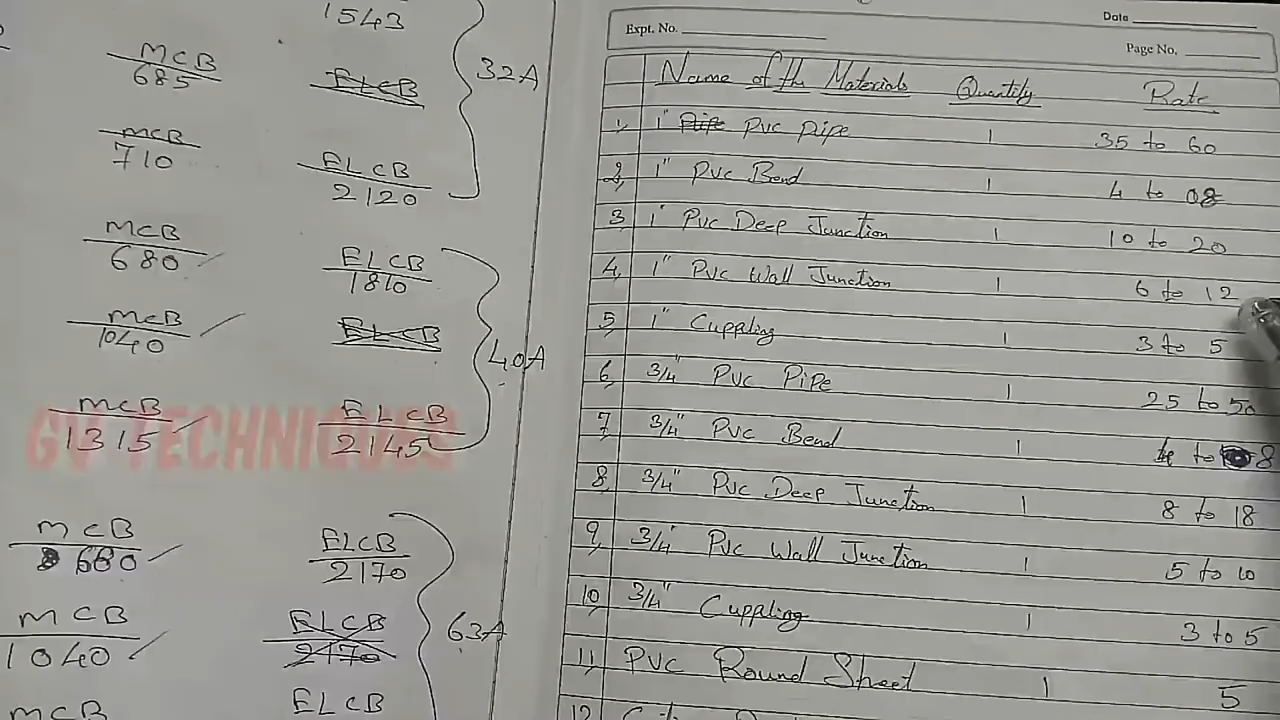 1543
MCB
685
ELCB
32A
MCB
710
ELCB
2120
MCB
680
ELCB
1810
MCB
1040
ELCB
40A
MCB
1315
ELCB
2145
GV TECHNIQUES
MCB
680
ELCB
2170
MCB
1040
ELCB
2170
63A
MCB
ELCB
Date
Expt. No.
Page No.
Name of the Materials Quantity Rate
1, 1" Pipe PVC Pipe 1 35 to 60
2, 1" PVC Bend 1 4 to 08
3, 1" PVC Deep Junction 1 10 to 20
4, 1" PVC Wall Junction 1 6 to 12
5, 1" Cuppling 1 3 to 5
6, 3/4" PVC Pipe 1 25 to 50
7, 3/4" PVC Bend 1 4 to 8
8, 3/4" PVC Deep Junction 1 8 to 18
9, 3/4" PVC Wall Junction 1 5 to 10
10, 3/4" Cuppling 1 3 to 5
11, PVC Round Sheet 1 5
12